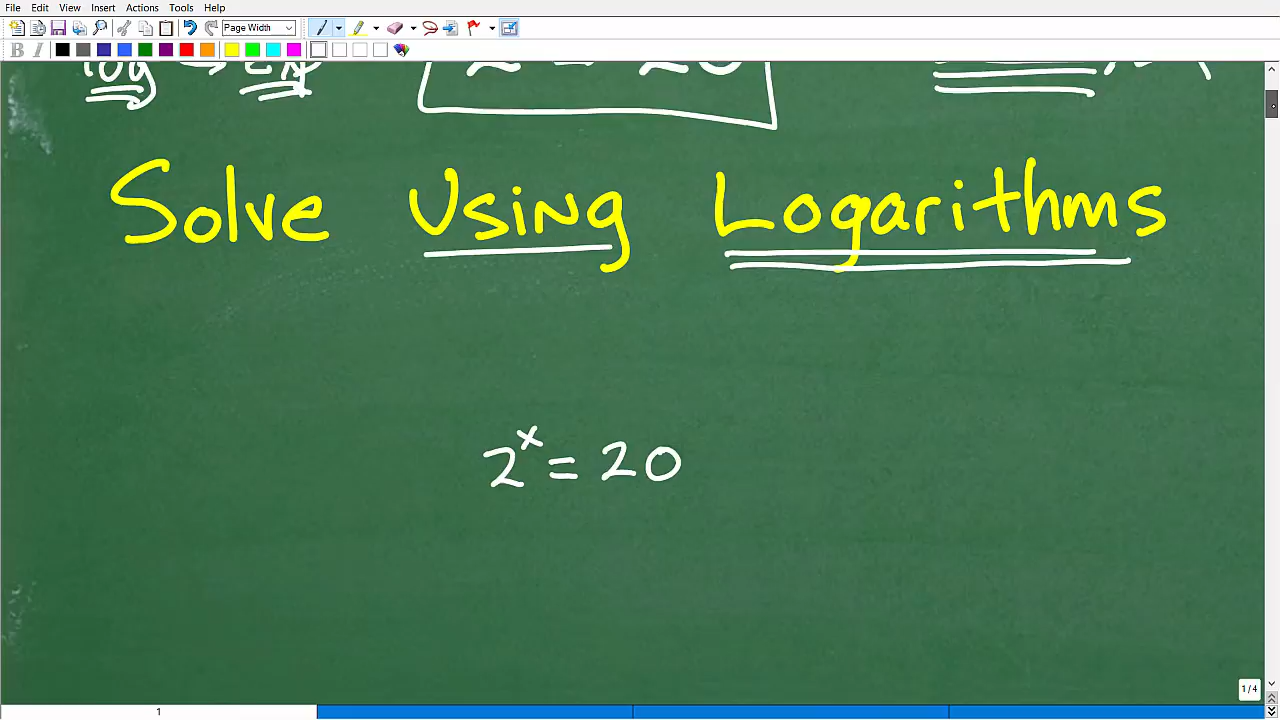 File Edit View Insert Actions Tools Help
Page Width
B I
Solve Using Logarithms
2^x = 20
1/4
1